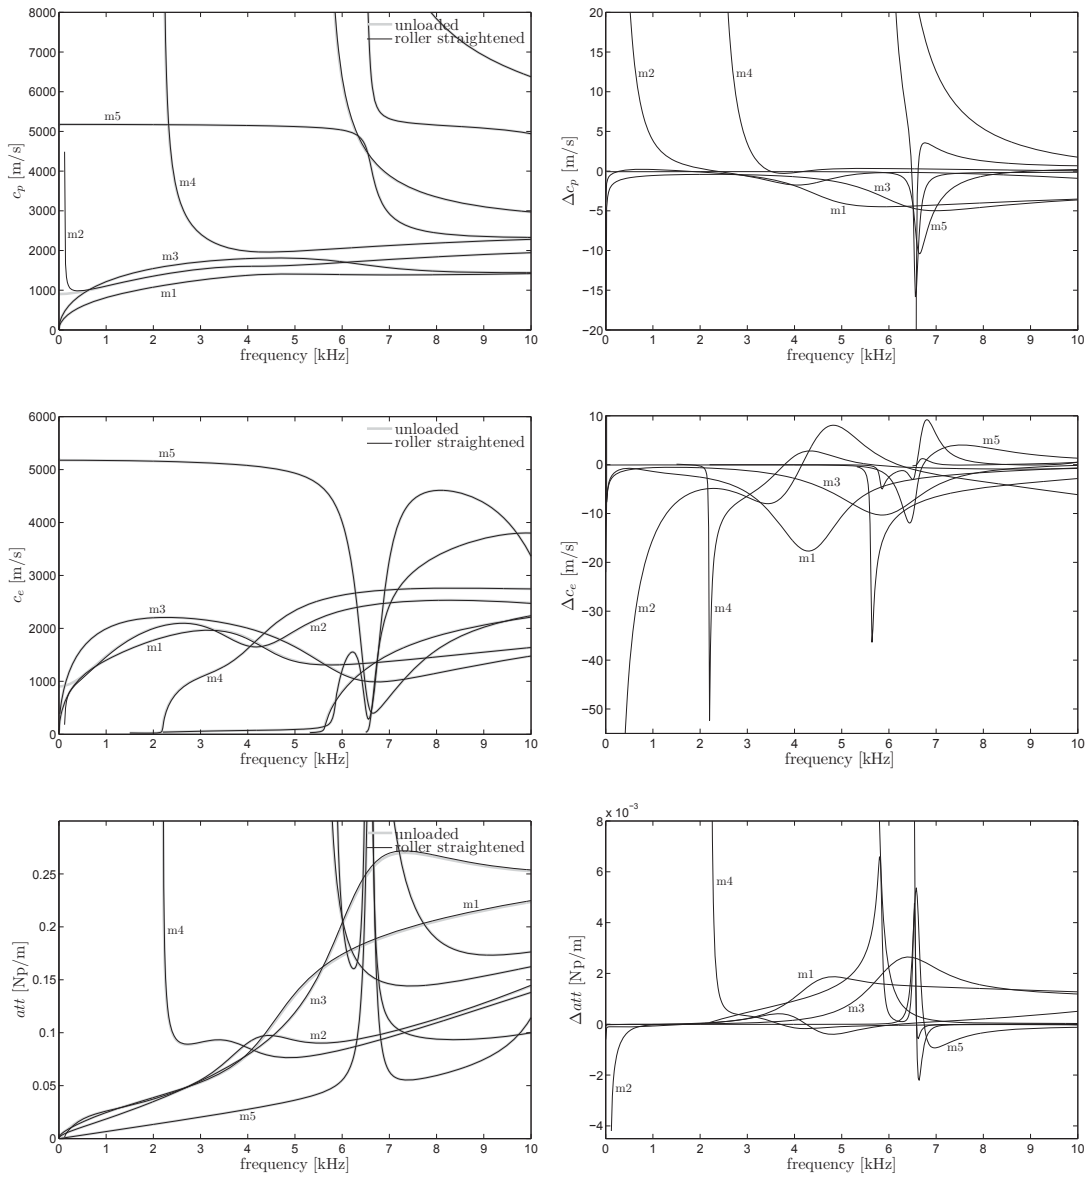 8000
7000
6000
5000
4000
3000
2000
1000
0
c_p [m/s]
unloaded
roller straightened
m5
m4
m2
m3
m1
0 1 2 3 4 5 6 7 8 9 10
frequency [kHz]
20
15
10
5
0
−5
−10
−15
−20
Δc_p [m/s]
m2
m4
m3
m1
m5
0 1 2 3 4 5 6 7 8 9 10
frequency [kHz]
6000
5000
4000
3000
2000
1000
0
c_e [m/s]
unloaded
roller straightened
m5
m3
m2
m1
m4
0 1 2 3 4 5 6 7 8 9 10
frequency [kHz]
10
0
−10
−20
−30
−40
−50
Δc_e [m/s]
m5
m3
m1
m2
m4
0 1 2 3 4 5 6 7 8 9 10
frequency [kHz]
0.25
0.2
0.15
0.1
0.05
0
att [Np/m]
unloaded
roller straightened
m1
m4
m3
m2
m5
0 1 2 3 4 5 6 7 8 9 10
frequency [kHz]
x 10⁻³
8
6
4
2
0
−2
−4
Δatt [Np/m]
m4
m1
m3
m5
m2
0 1 2 3 4 5 6 7 8 9 10
frequency [kHz]